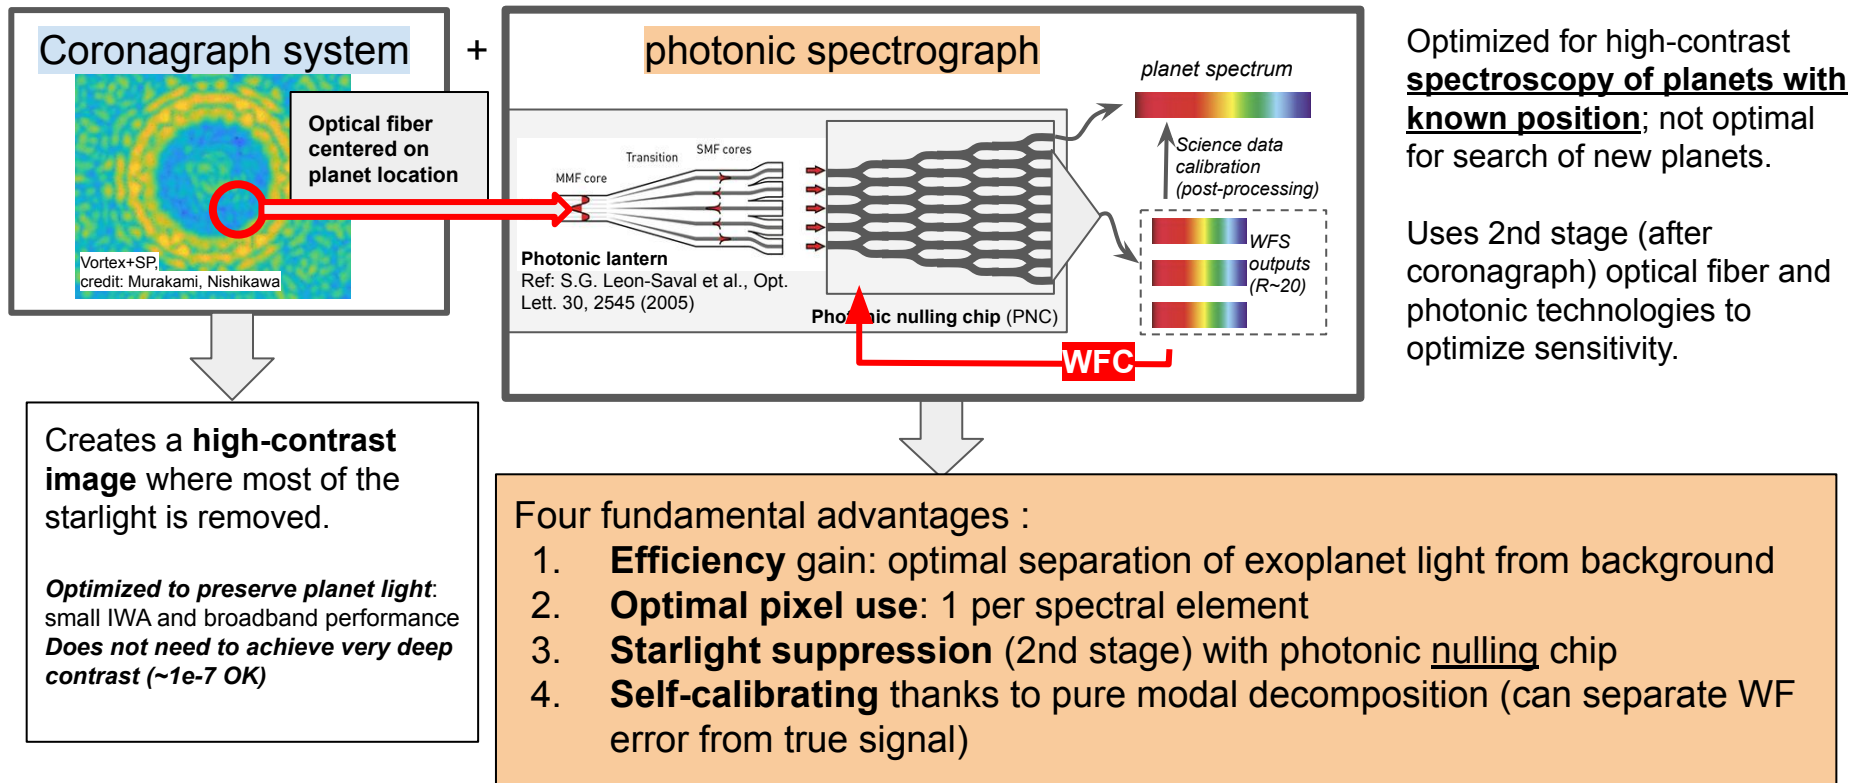 Coronagraph system
+
photonic spectrograph
Optical fiber
centered on
planet location
Vortex+SP,
credit: Murakami, Nishikawa
MMF core
Transition
SMF cores
Photonic lantern
Ref: S.G. Leon-Saval et al., Opt.
Lett. 30, 2545 (2005)
Photonic nulling chip (PNC)
planet spectrum
Science data
calibration
(post-processing)
WFS
outputs
(R~20)
WFC
Optimized for high-contrast
spectroscopy of planets with
known position; not optimal
for search of new planets.
Uses 2nd stage (after
coronagraph) optical fiber and
photonic technologies to
optimize sensitivity.
Creates a high-contrast
image where most of the
starlight is removed.
Optimized to preserve planet light:
small IWA and broadband performance
Does not need to achieve very deep
contrast (~1e-7 OK)
Four fundamental advantages :
1. Efficiency gain: optimal separation of exoplanet light from background
2. Optimal pixel use: 1 per spectral element
3. Starlight suppression (2nd stage) with photonic nulling chip
4. Self-calibrating thanks to pure modal decomposition (can separate WF
error from true signal)